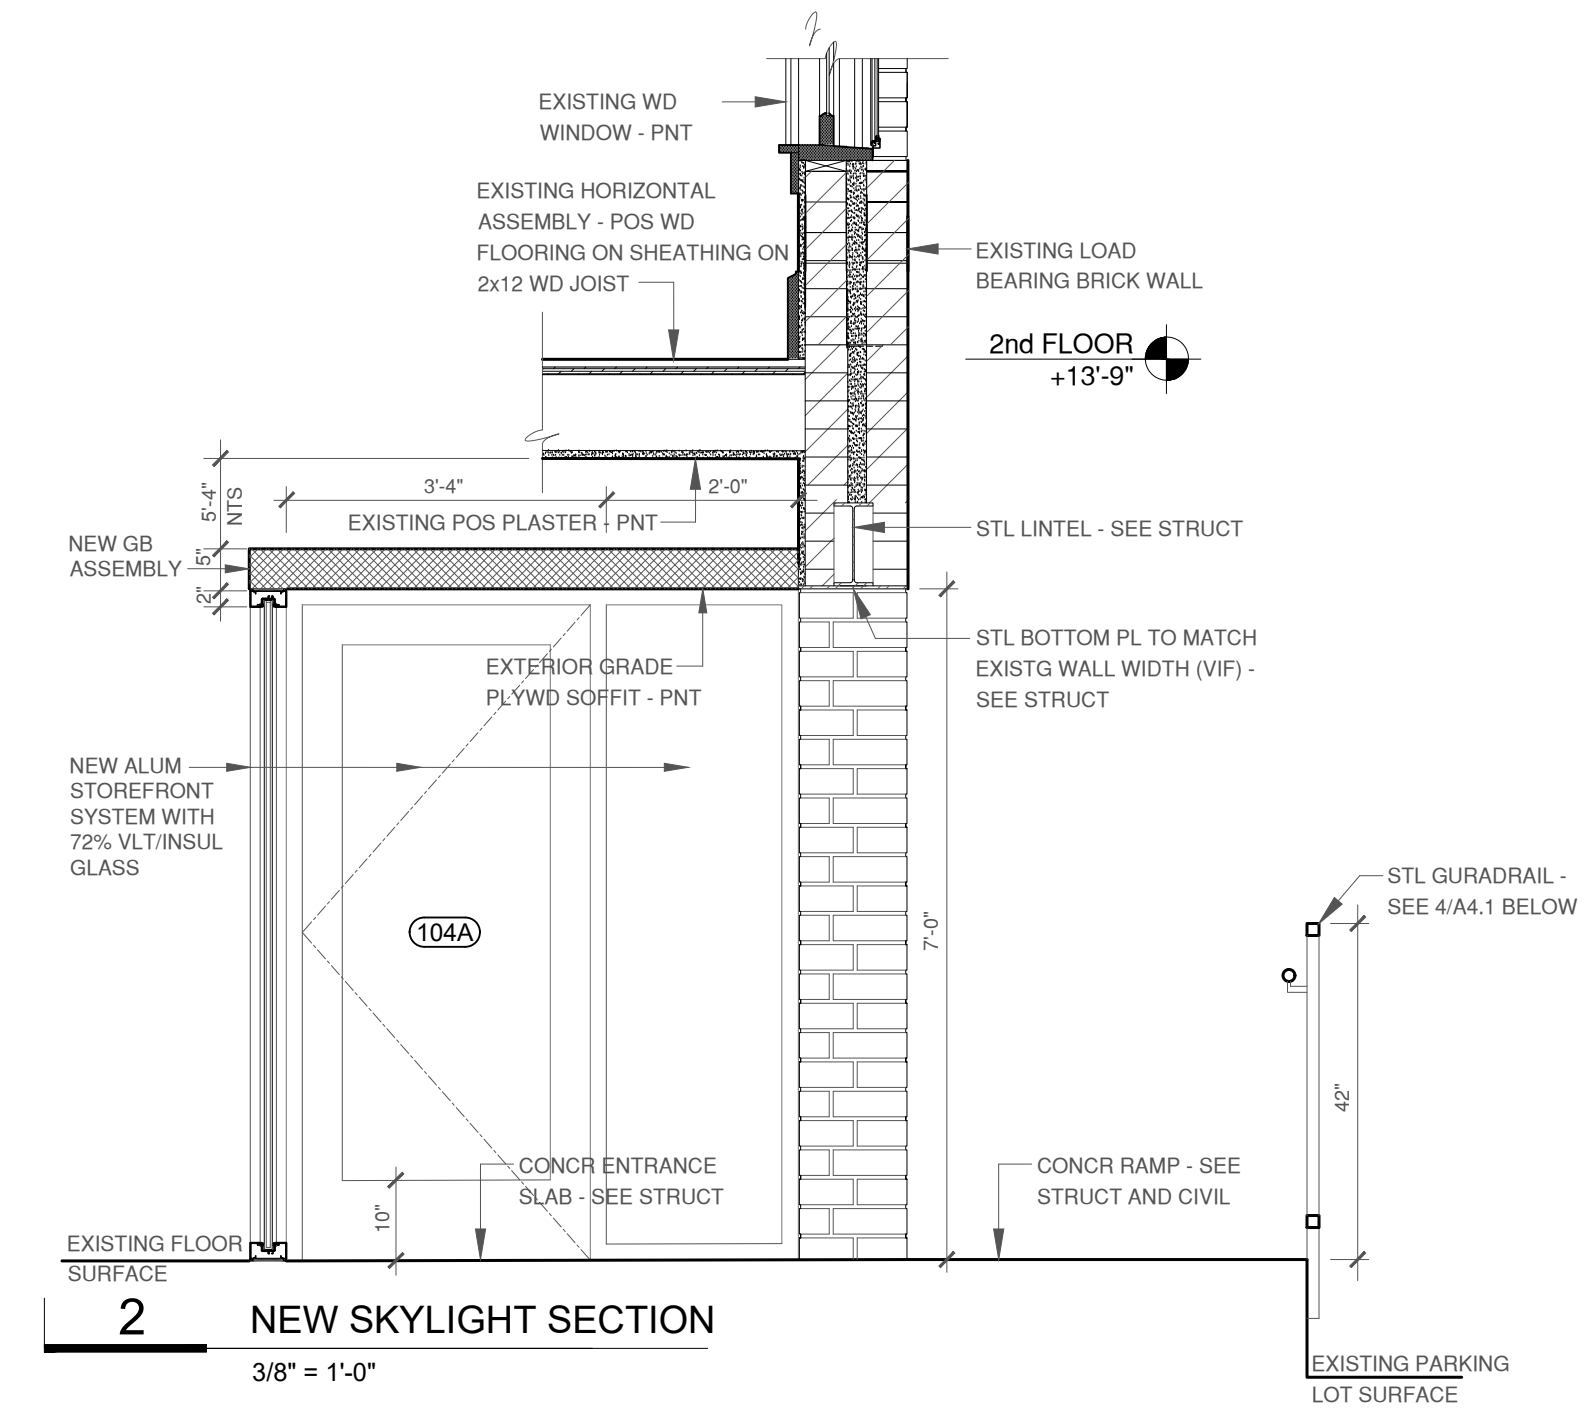 EXISTING WD
WINDOW - PNT
EXISTING HORIZONTAL
ASSEMBLY - POS WD
FLOORING ON SHEATHING ON
2x12 WD JOIST
EXISTING LOAD
BEARING BRICK WALL
2nd FLOOR
+13'-9"
5'-4"
NTS
3'-4"
2'-0"
EXISTING POS PLASTER - PNT
STL LINTEL - SEE STRUCT
NEW GB
ASSEMBLY
5"
2"
STL BOTTOM PL TO MATCH
EXISTG WALL WIDTH (VIF) -
SEE STRUCT
EXTERIOR GRADE
PLYWD SOFFIT - PNT
NEW ALUM
STOREFRONT
SYSTEM WITH
72% VLT/INSUL
GLASS
104A
7'-0"
STL GURADRAIL -
SEE 4/A4.1 BELOW
42"
CONCR ENTRANCE
SLAB - SEE STRUCT
10"
CONCR RAMP - SEE
STRUCT AND CIVIL
EXISTING FLOOR
SURFACE
2 NEW SKYLIGHT SECTION
3/8" = 1'-0"
EXISTING PARKING
LOT SURFACE